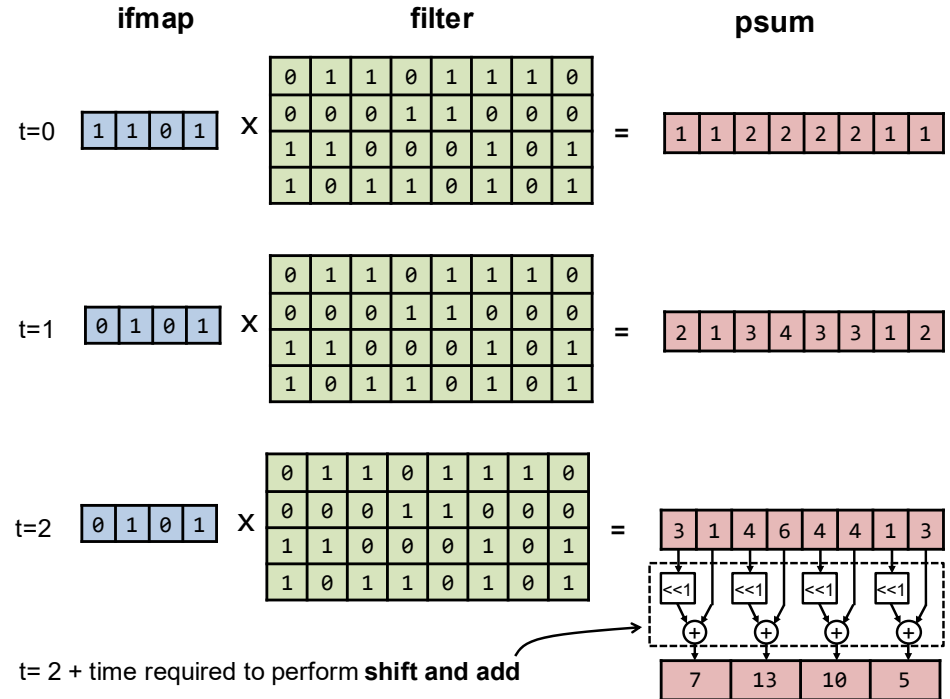 ifmap filter psum
0 1 1 0 1 1 1 0
t=0 1 1 0 1 X 0 0 0 1 1 0 0 0 = 1 1 2 2 2 2 1 1
1 1 0 0 0 1 0 1
1 0 1 1 0 1 0 1
0 1 1 0 1 1 1 0
t=1 0 1 0 1 X 0 0 0 1 1 0 0 0 = 2 1 3 4 3 3 1 2
1 1 0 0 0 1 0 1
1 0 1 1 0 1 0 1
0 1 1 0 1 1 1 0
t=2 0 1 0 1 X 0 0 0 1 1 0 0 0 = 3 1 4 6 4 4 1 3
1 1 0 0 0 1 0 1
1 0 1 1 0 1 0 1
<<1 <<1 <<1 <<1
+ + + +
t= 2 + time required to perform shift and add
7 13 10 5